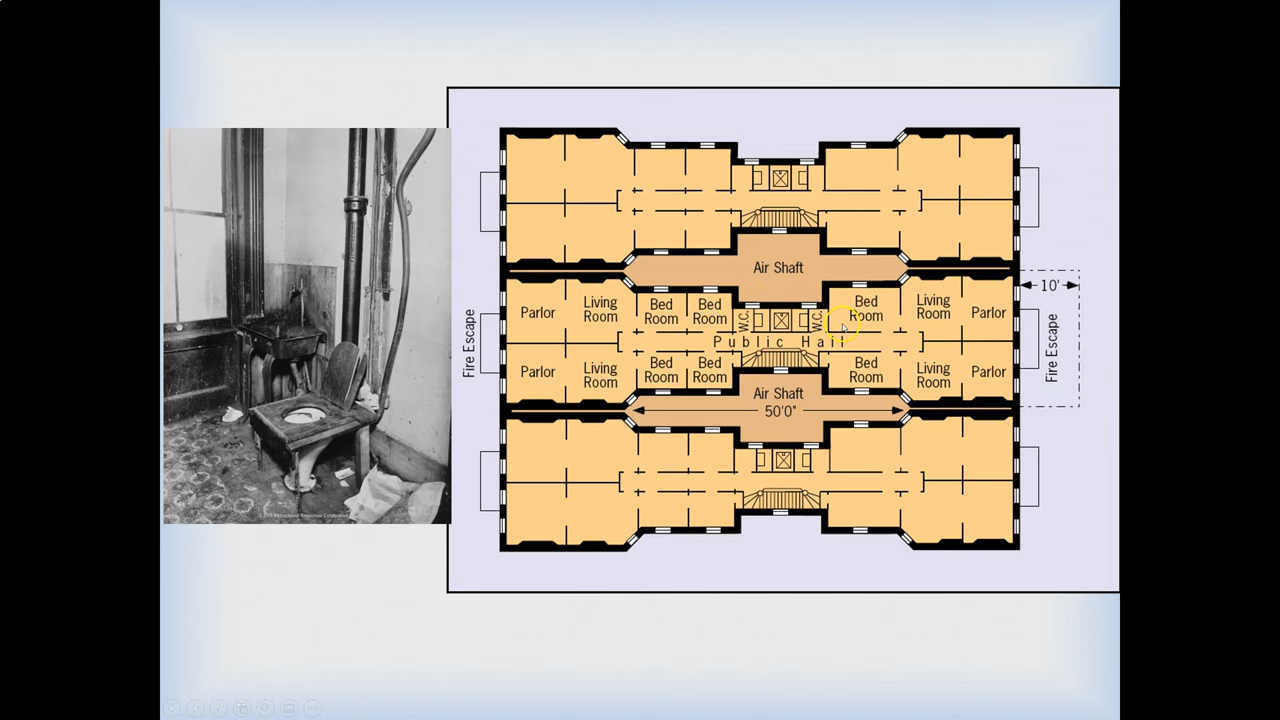 Air Shaft
10'
Parlor
Living
Room
Bed
Room
Bed
Room
W.C.
W.C.
Bed
Room
Living
Room
Parlor
Fire Escape
Public Hall
Fire Escape
Parlor
Living
Room
Bed
Room
Bed
Room
Bed
Room
Living
Room
Parlor
Air Shaft
50'0"